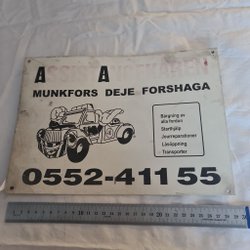 MUNKFORS DEJE FORSHAGA
Bärgning av
alla fordon
Starthjälp
Jourreparationer
Låsöppning
Transporter
0552-411 55